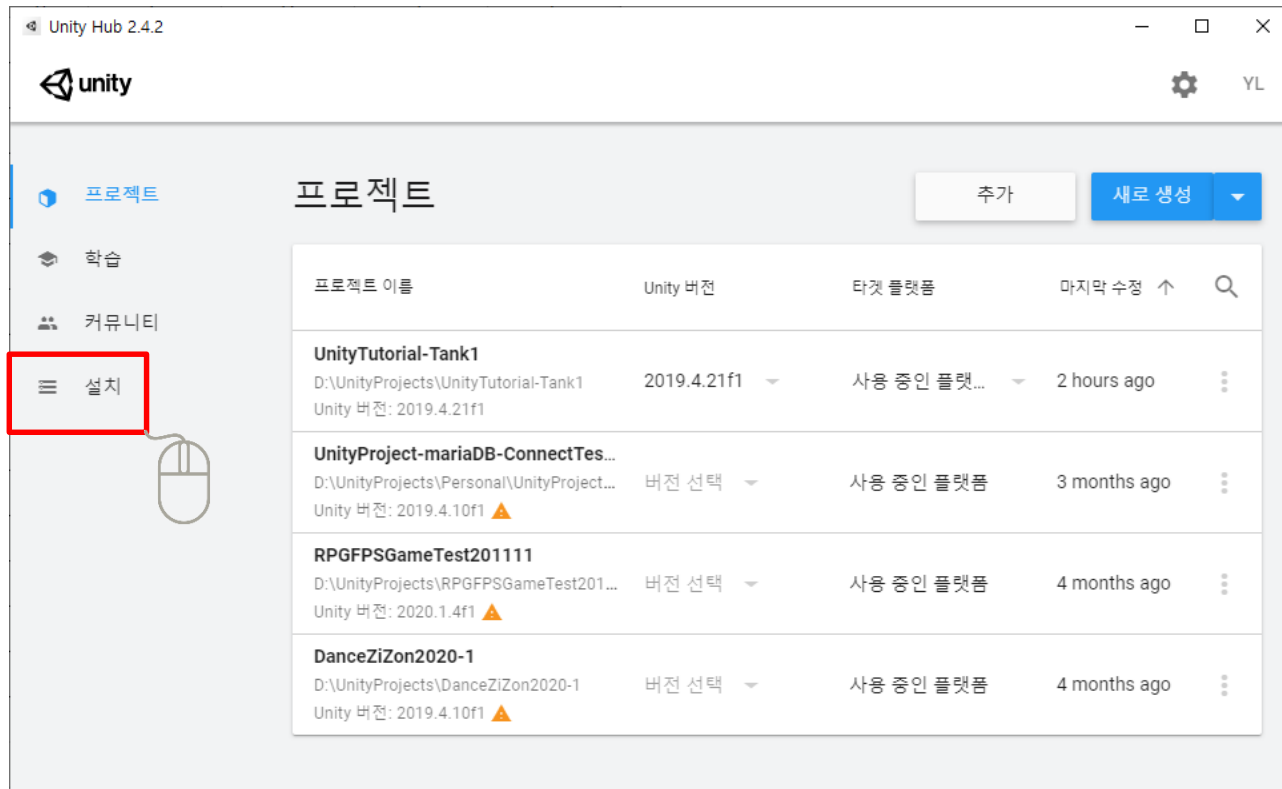 Unity Hub 2.4.2
unity
YL
프로젝트
학습
커뮤니티
설치
프로젝트
추가
새로 생성
프로젝트 이름 Unity 버전 타겟 플랫폼 마지막 수정
UnityTutorial-Tank1
D:\UnityProjects\UnityTutorial-Tank1 2019.4.21f1 사용 중인 플랫... 2 hours ago
Unity 버전: 2019.4.21f1
UnityProject-mariaDB-ConnectTes...
D:\UnityProjects\Personal\UnityProject... 버전 선택 사용 중인 플랫폼 3 months ago
Unity 버전: 2019.4.10f1
RPGFPSGameTest201111
D:\UnityProjects\RPGFPSGameTest201... 버전 선택 사용 중인 플랫폼 4 months ago
Unity 버전: 2020.1.4f1
DanceZiZon2020-1
D:\UnityProjects\DanceZiZon2020-1 버전 선택 사용 중인 플랫폼 4 months ago
Unity 버전: 2019.4.10f1